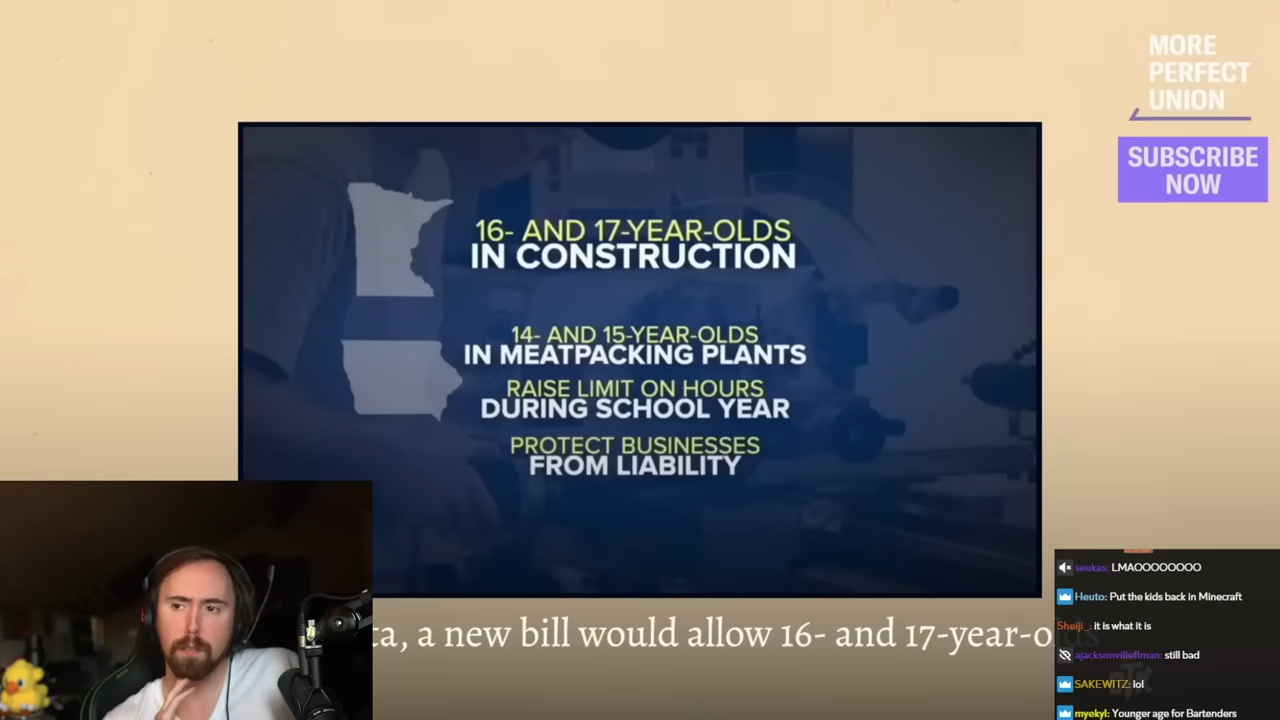 MORE
PERFECT
UNION
SUBSCRIBE
NOW
16- AND 17-YEAR-OLDS
IN CONSTRUCTION
14- AND 15-YEAR-OLDS
IN MEATPACKING PLANTS
RAISE LIMIT ON HOURS
DURING SCHOOL YEAR
PROTECT BUSINESSES
FROM LIABILITY
ta, a new bill would allow 16- and 17-year-olds
seukas: LMAOOOOOOOO
Heuto: Put the kids back in Minecraft
Shoiji_: it is what it is
ajacksonvilleflman: still bad
SAKEWITZ: lol
myekyl: Younger age for Bartenders